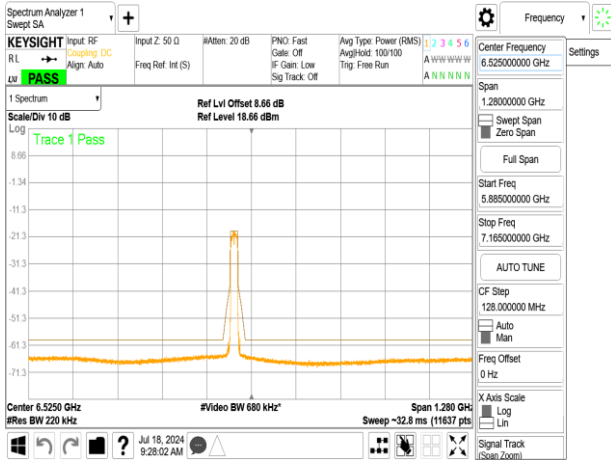 Spectrum Analyzer 1
Swept SA
+
Frequency
KEYSIGHT
Input: RF
Coupling: DC
Align: Auto
Input Z: 50 Ω
Freq Ref: Int (S)
#Atten: 20 dB
PNO: Fast
Gate: Off
IF Gain: Low
Sig Track: Off
Avg Type: Power (RMS)
Avg|Hold: 100/100
Trig: Free Run
1 2 3 4 5 6
A W W W W W
A N N N N N
R L
LXI
PASS
1 Spectrum
Scale/Div 10 dB
Ref Lvl Offset 8.66 dB
Ref Level 18.66 dBm
Log
Trace 1 Pass
8.66
-1.34
-11.3
-21.3
-31.3
-41.3
-51.3
-61.3
-71.3
Center 6.5250 GHz
#Video BW 680 kHz*
Span 1.280 GHz
#Res BW 220 kHz
Sweep ~32.8 ms (11637 pts
Center Frequency
6.525000000 GHz
Settings
Span
1.28000000 GHz
Swept Span
Zero Span
Full Span
Start Freq
5.885000000 GHz
Stop Freq
7.165000000 GHz
AUTO TUNE
CF Step
128.000000 MHz
Auto
Man
Freq Offset
0 Hz
X Axis Scale
Log
Lin
Signal Track
(Span Zoom)
?
Jul 18, 2024
9:28:02 AM